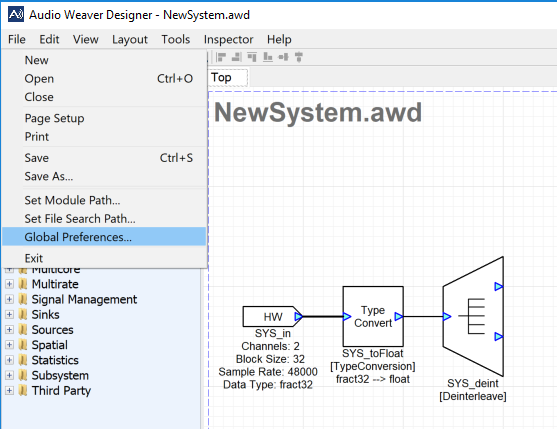 Audio Weaver Designer - NewSystem.awd
File Edit View Layout Tools Inspector Help
New
Open Ctrl+O
Close
Page Setup
Print
Save Ctrl+S
Save As...
Set Module Path...
Set File Search Path...
Global Preferences...
Exit
Multicore
Multirate
Signal Management
Sinks
Sources
Spatial
Statistics
Subsystem
Third Party
Top
NewSystem.awd
HW
SYS_in
Channels: 2
Block Size: 32
Sample Rate: 48000
Data Type: fract32
Type
Convert
SYS_toFloat
[TypeConversion]
fract32 --> float
SYS_deint
[Deinterleave]